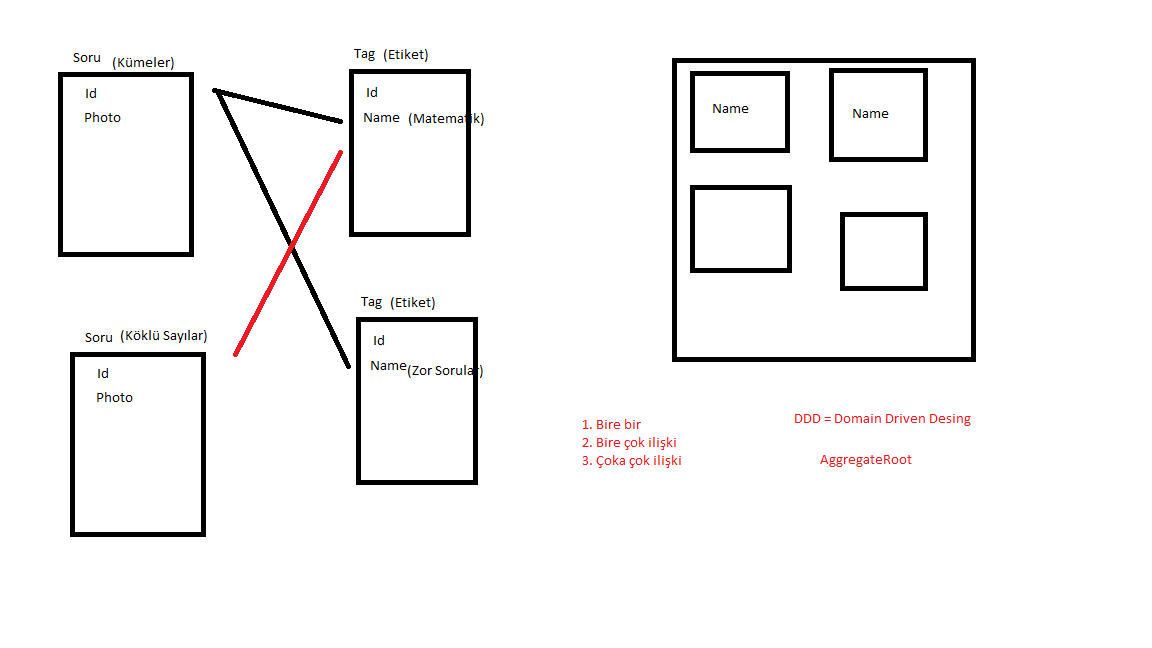 Soru (Kümeler)
Id
Photo
Tag (Etiket)
Id
Name (Matematik)
Soru (Köklü Sayılar)
Id
Photo
Tag (Etiket)
Id
Name(Zor Sorular)
Name
Name
1. Bire bir
2. Bire çok ilişki
3. Çoka çok ilişki
DDD = Domain Driven Desing
AggregateRoot